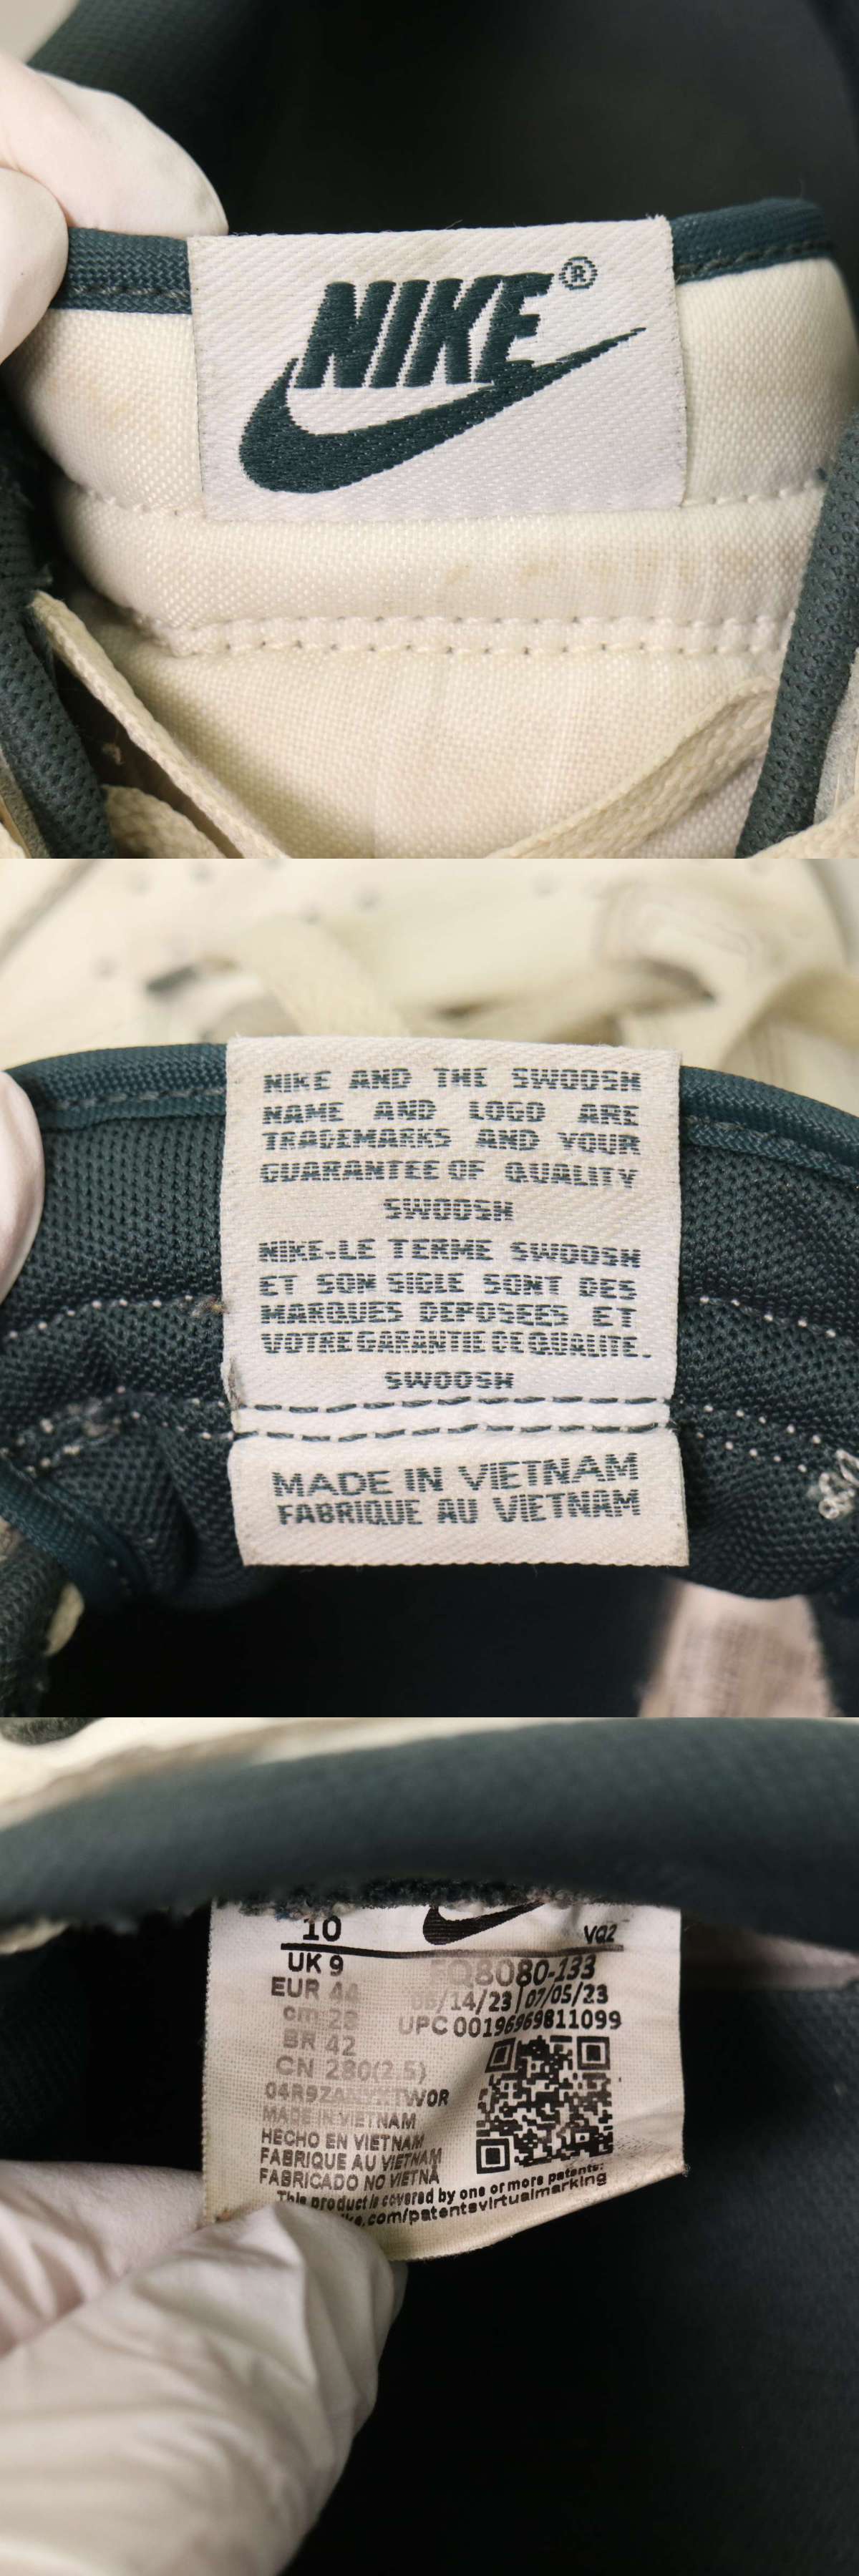 NIKE®
NIKE AND THE SWOOSH
NAME AND LOGO ARE
TRADEMARKS AND YOUR
GUARANTEE OF QUALITY
SWOOSH
NIKE-LE TERME SWOOSH
ET SON SIGLE SONT DES
MARQUES DEPOSEES ET
VOTRE GARANTIE DE QUALITE.
SWOOSH
MADE IN VIETNAM
FABRIQUE AU VIETNAM
10 VQ2
UK 9 FQ8080-133
EUR 44 07/05/23
cm 28 UPC 00196969811099
BR 42
CN 280(2.5)
MADE IN VIETNAM
HECHO EN VIETNAM
FABRIQUE AU VIETNAM
FABRICADO NO VIETNÃ
This product is covered by one or more patents:
.com/patentsvirtualmarking